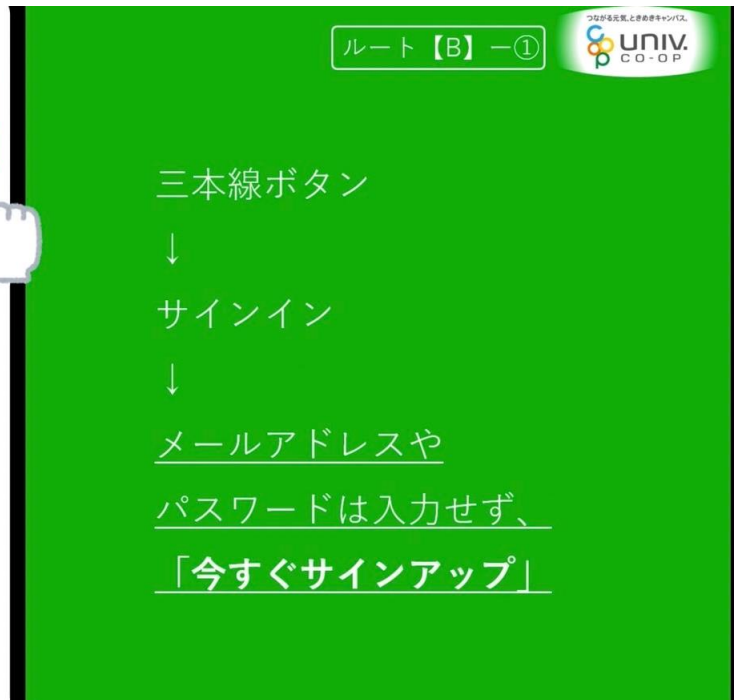 つながる元気、ときめきキャンパス。
ルート【B】ー①
UNIV.
CO-OP
三本線ボタン
↓
サインイン
↓
メールアドレスや
パスワードは入力せず、
「今すぐサインアップ」